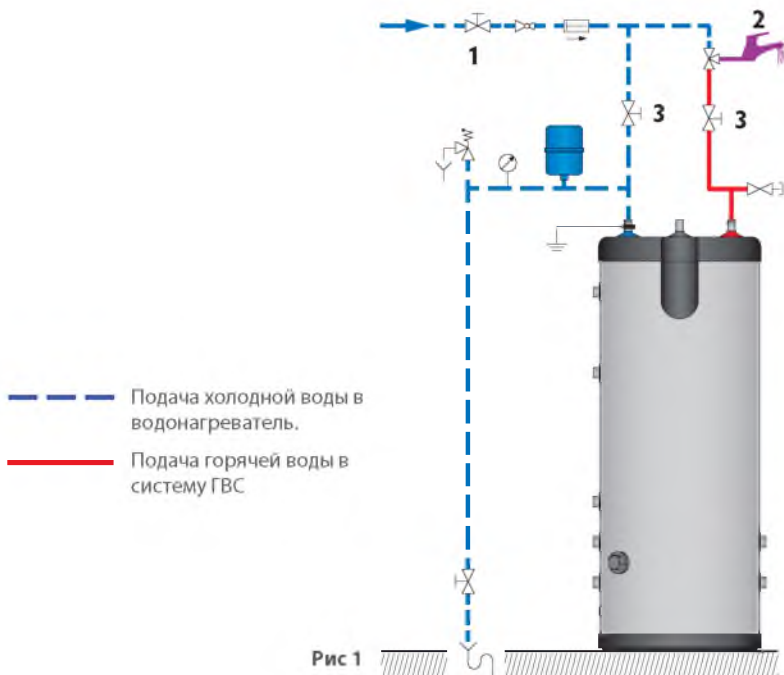 2
1
3
3
Подача холодной воды в
водонагреватель.
Подача горячей воды в
систему ГВС
Рис 1